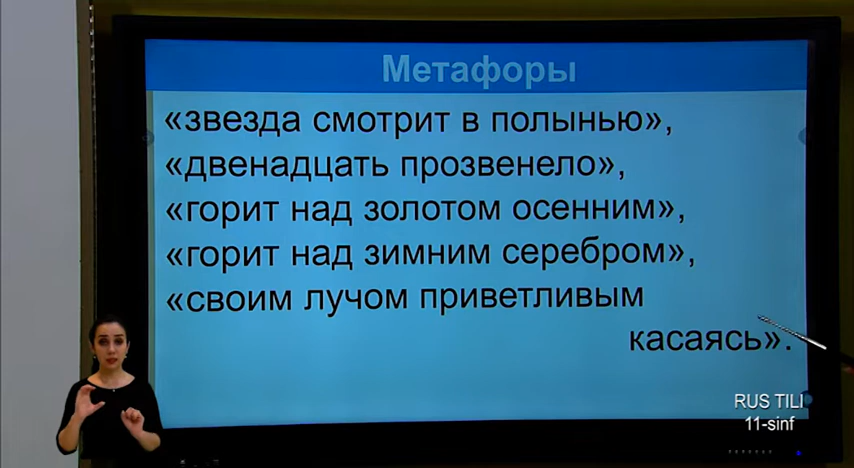 Метафоры
«звезда смотрит в полынью»,
«двенадцать прозвенело»,
«горит над золотом осенним»,
«горит над зимним серебром»,
«своим лучом приветливым
касаясь».
RUS TILI
11-sinf